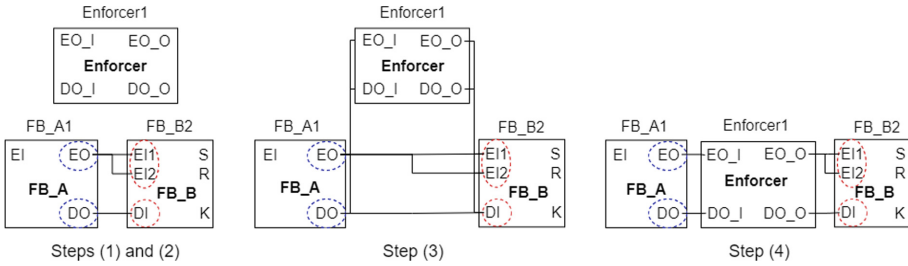 Enforcer1
EO_I EO_O
Enforcer
DO_I DO_O
FB_A1 FB_B2
EI EO EI1 S
EI2 R
FB_A FB_B
DO DI K
Steps (1) and (2)
Enforcer1
EO_I EO_O
Enforcer
DO_I DO_O
FB_A1 FB_B2
EI EO EI1 S
EI2 R
FB_A FB_B
DO DI K
Step (3)
FB_A1 Enforcer1 FB_B2
EI EO EO_I EO_O EI1 S
EI2 R
FB_A Enforcer FB_B
DO DO_I DO_O DI K
Step (4)